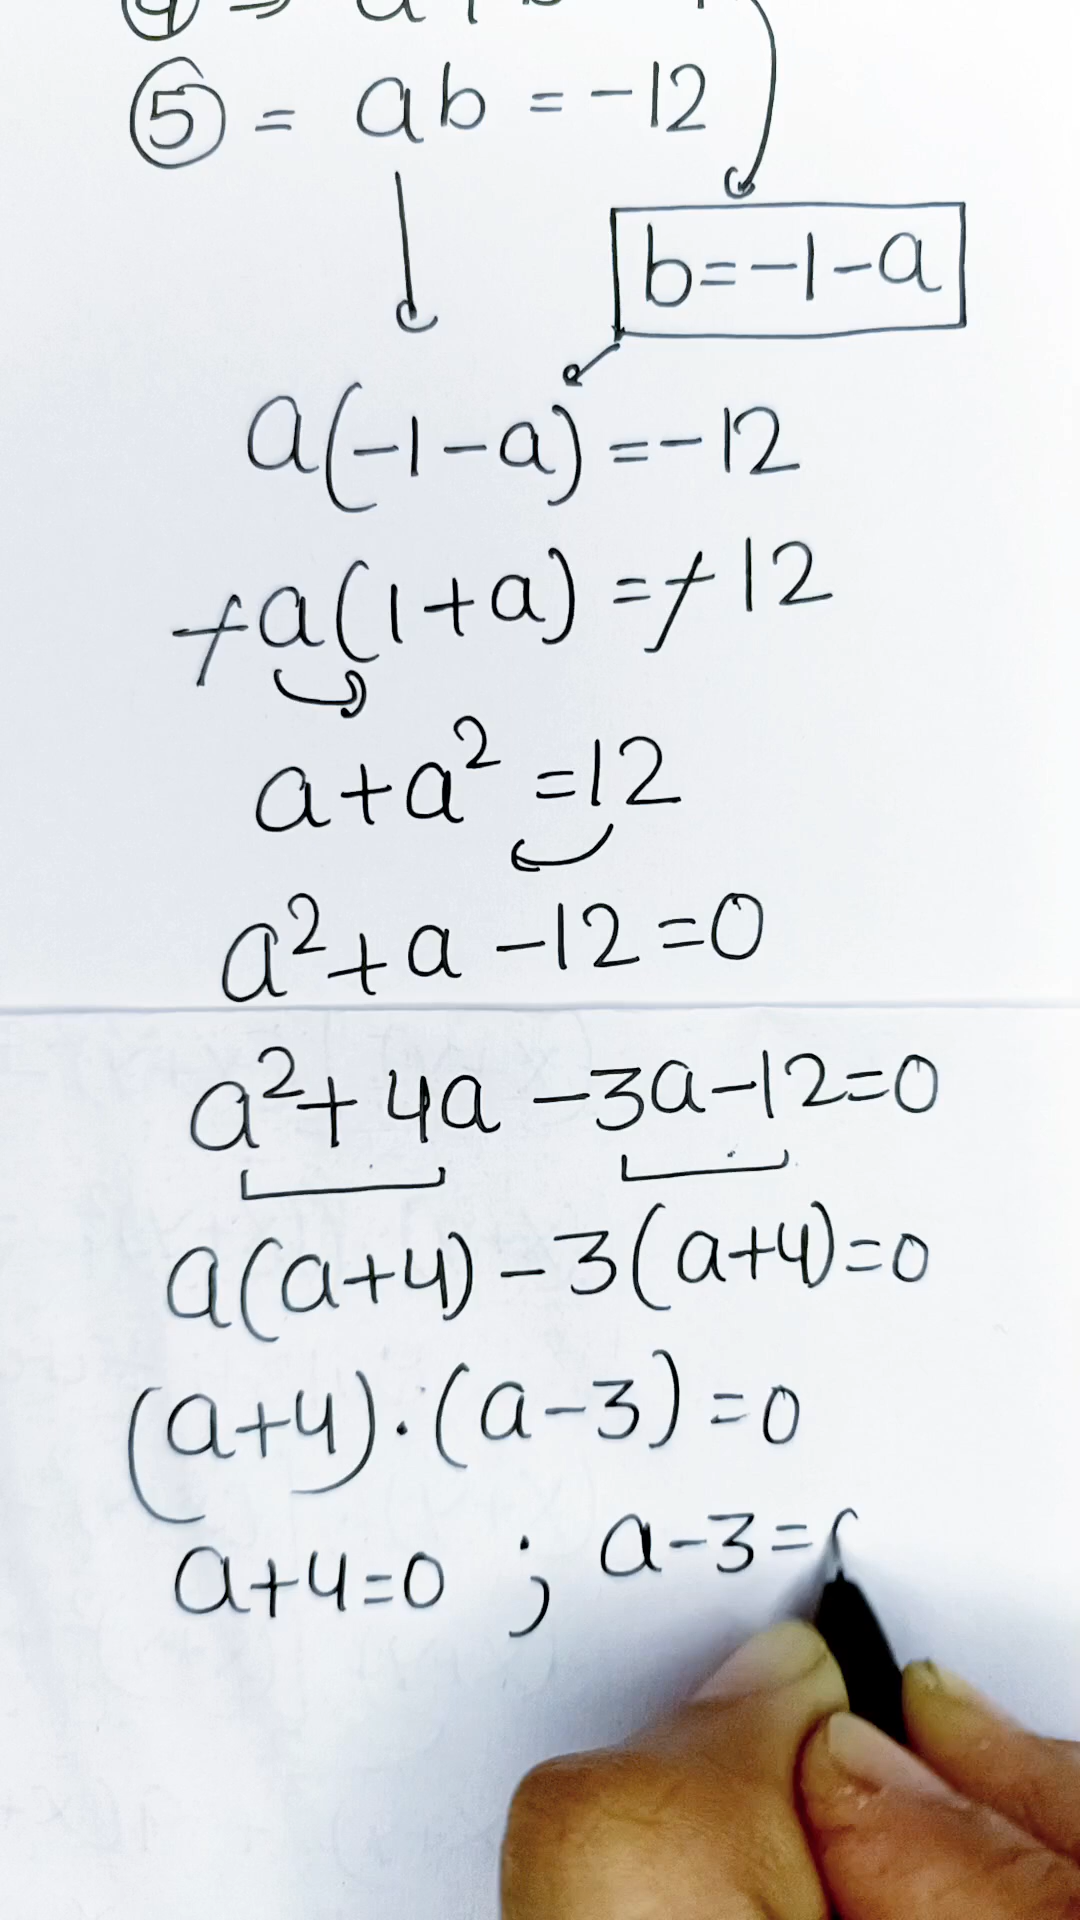 ⑤ = ab = -12
b = -1 - a
a(-1-a) = -12
-a(1+a) = -12
a + a² = 12
a² + a - 12 = 0
a² + 4a - 3a - 12 = 0
a(a+4) - 3(a+4) = 0
(a+4)·(a-3) = 0
a+4=0 ; a-3=